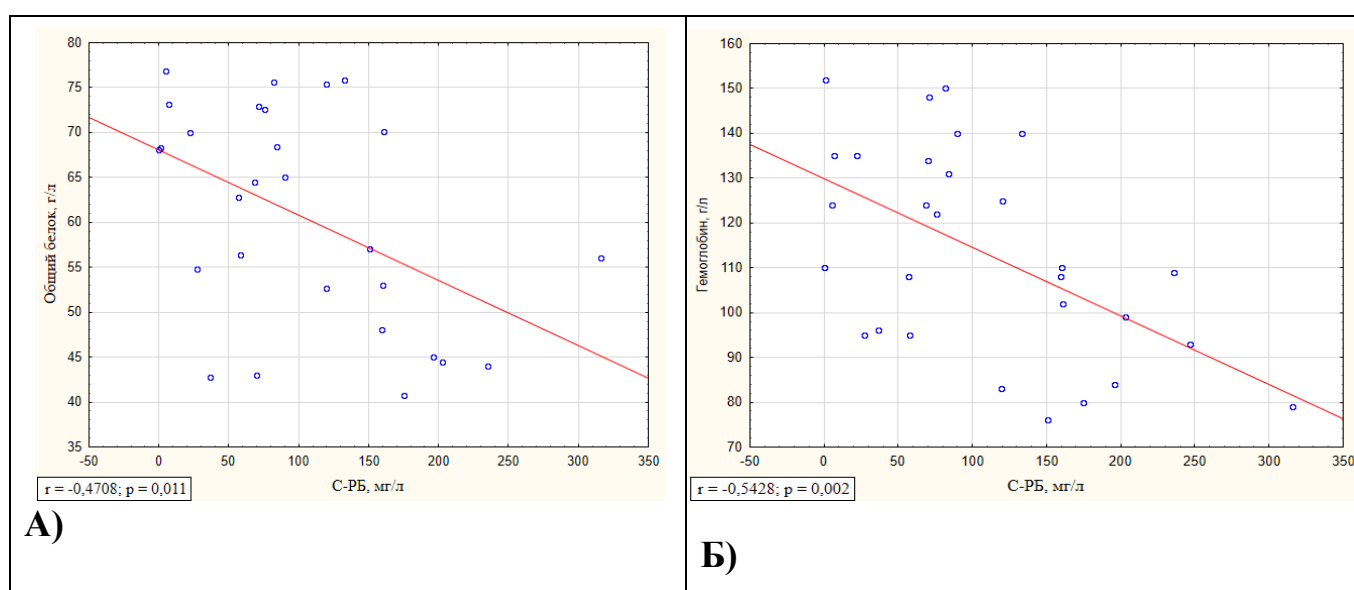 80
75
70
65
60
55
50
45
40
35
Общий белок, г/л
-50 0 50 100 150 200 250 300 350
r = -0,4708; p = 0,011
С-РБ, мг/л
А)
160
150
140
130
120
110
100
90
80
70
Гемоглобин, г/л
-50 0 50 100 150 200 250 300 350
r = -0,5428; p = 0,002
С-РБ, мг/л
Б)